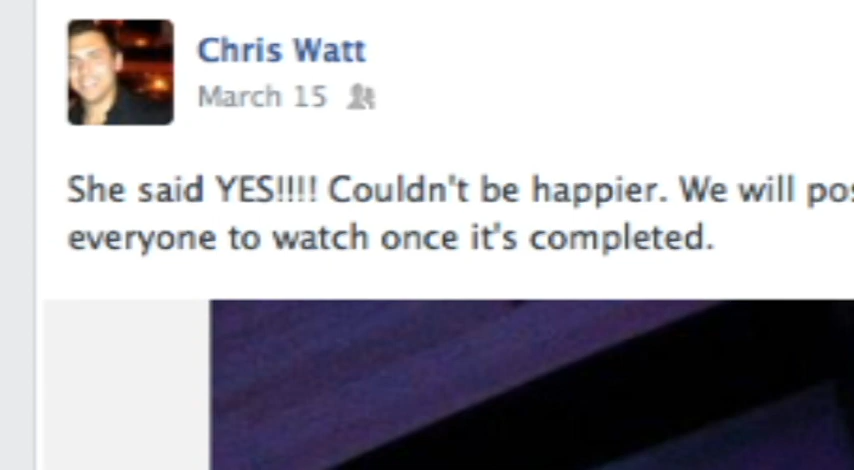 Chris Watt
March 15
She said YES!!!! Couldn't be happier. We will
everyone to watch once it's completed.